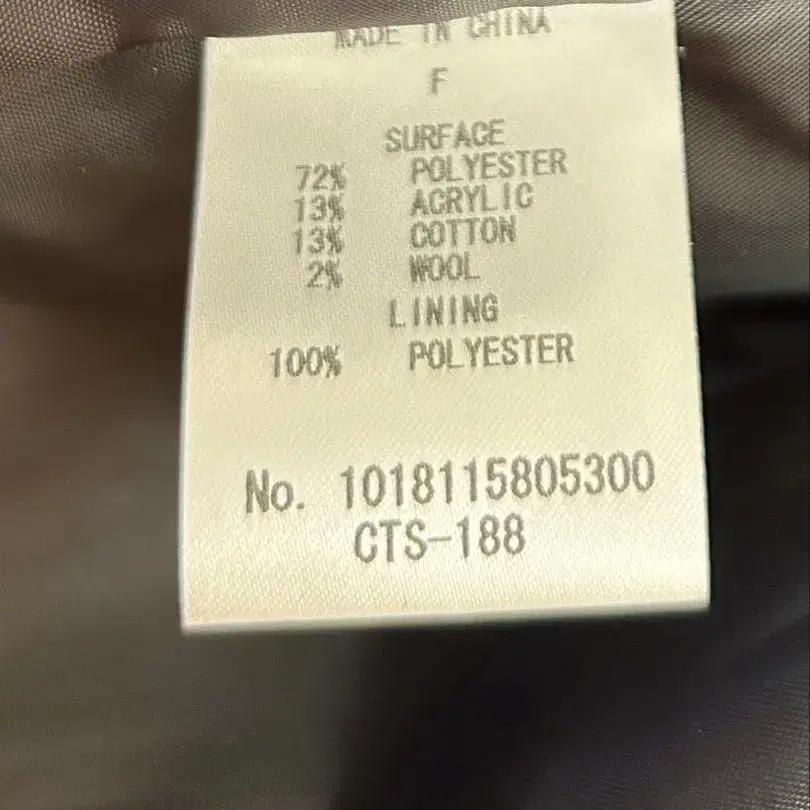 MADE IN CHINA
F
SURFACE
72% POLYESTER
13% ACRYLIC
13% COTTON
2% WOOL
LINING
100% POLYESTER
No. 1018115805300
CTS-188